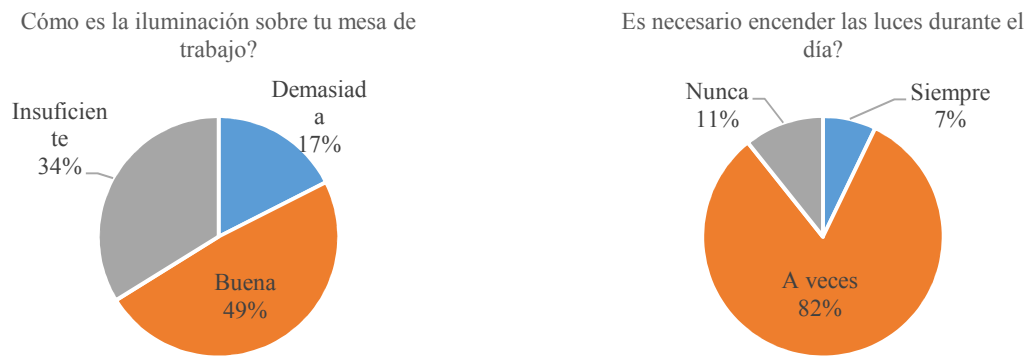 Cómo es la iluminación sobre tu mesa de
trabajo?
Demasiad
a
17%
Insuficien
te
34%
Buena
49%
Es necesario encender las luces durante el
día?
Nunca
11%
Siempre
7%
A veces
82%